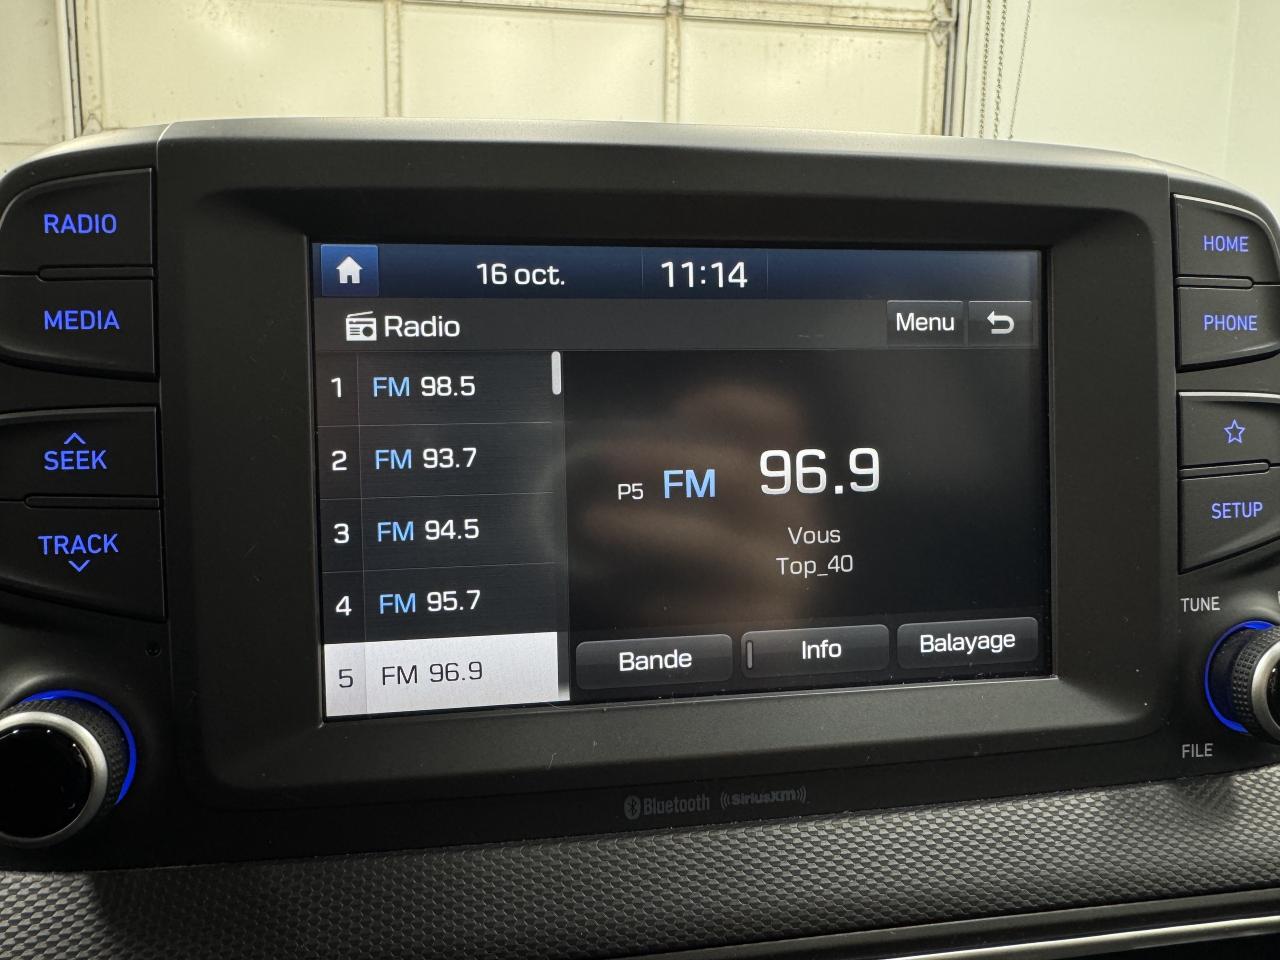 RADIO
MEDIA
SEEK
TRACK
16 oct.
11:14
Radio
Menu
1 FM 98.5
2 FM 93.7
3 FM 94.5
4 FM 95.7
5 FM 96.9
P5 FM 96.9
Vous
Top_40
Bande
Info
Balayage
HOME
PHONE
SETUP
TUNE
FILE
Bluetooth
SiriusXM